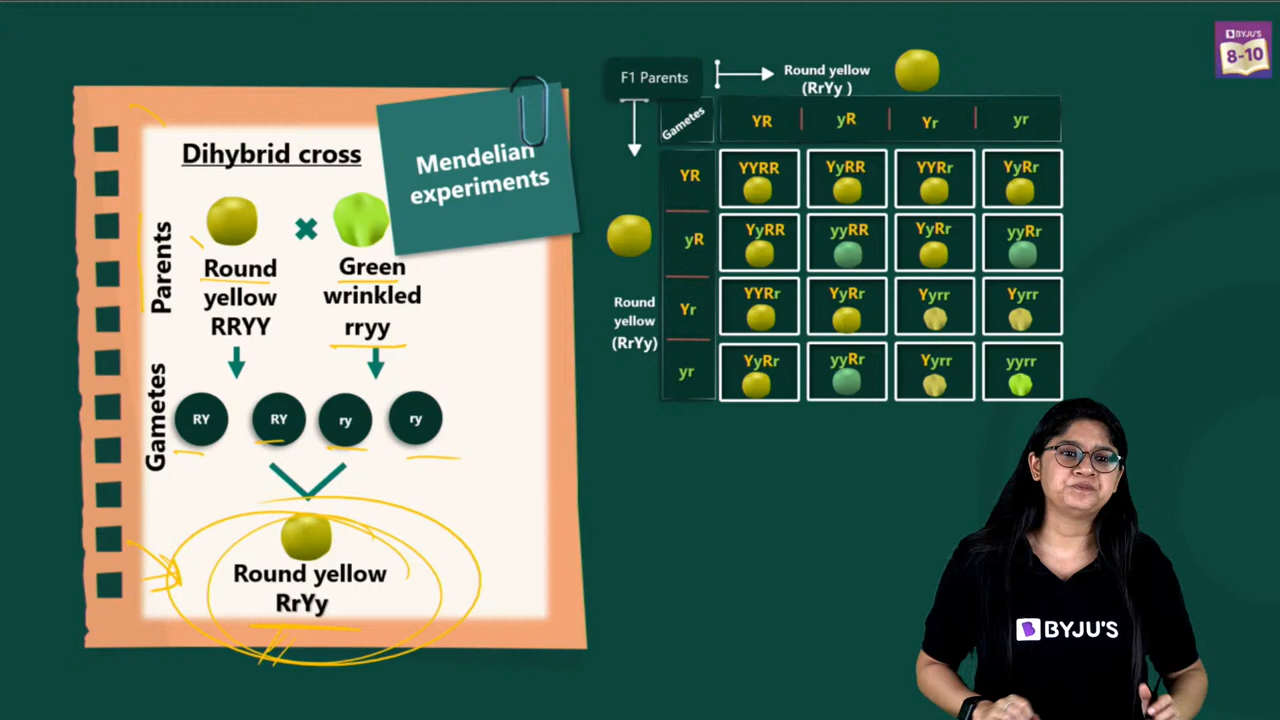 Dihybrid cross
Mendelian
experiments
Parents
Round
yellow
RRYY
Green
wrinkled
rryy
Gametes
RY
RY
ry
ry
Round yellow
RrYy
F1 Parents
Round yellow
(RrYy )
Gametes
YR
yR
Yr
yr
YR
YYRR
YyRR
YYRr
YyRr
yR
YyRR
yyRR
YyRr
yyRr
Round
yellow
(RrYy)
Yr
YYRr
YyRr
Yyrr
Yyrr
yr
YyRr
yyRr
Yyrr
yyrr
BYJU'S
8-10
BYJU'S